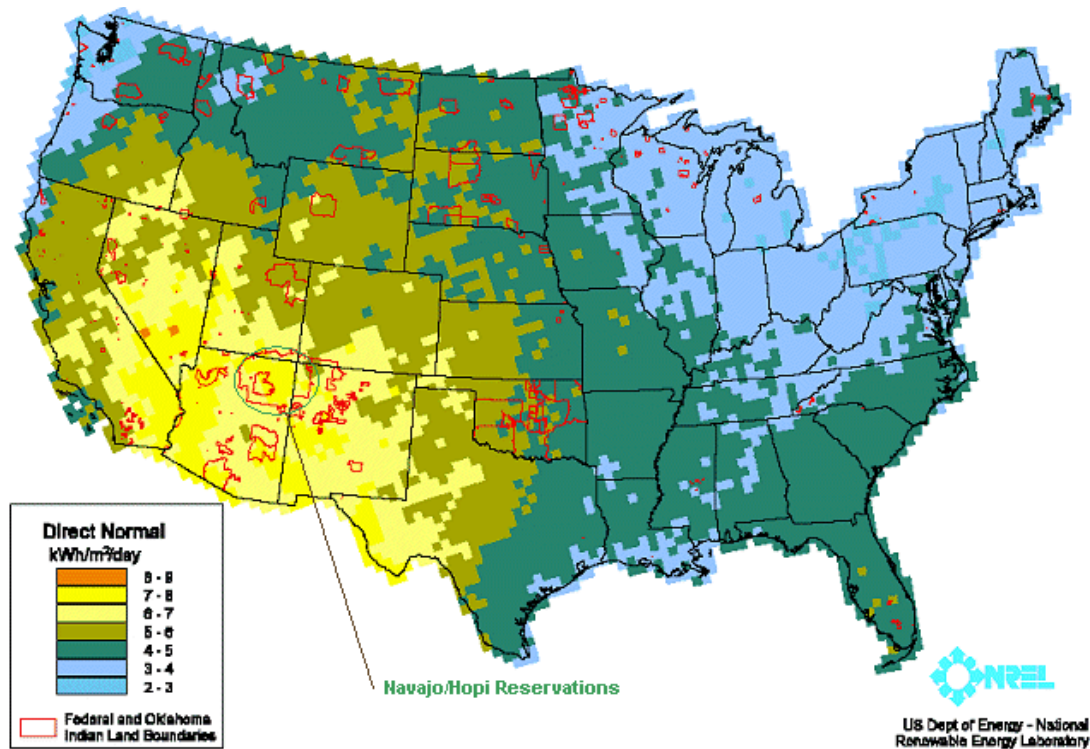 Direct Normal
kWh/m²/day
8 - 9
7 - 8
6 - 7
5 - 6
4 - 5
3 - 4
2 - 3
Federal and Oklahoma
Indian Land Boundaries
Navajo/Hopi Reservations
NREL
US Dept of Energy - National
Renewable Energy Laboratory